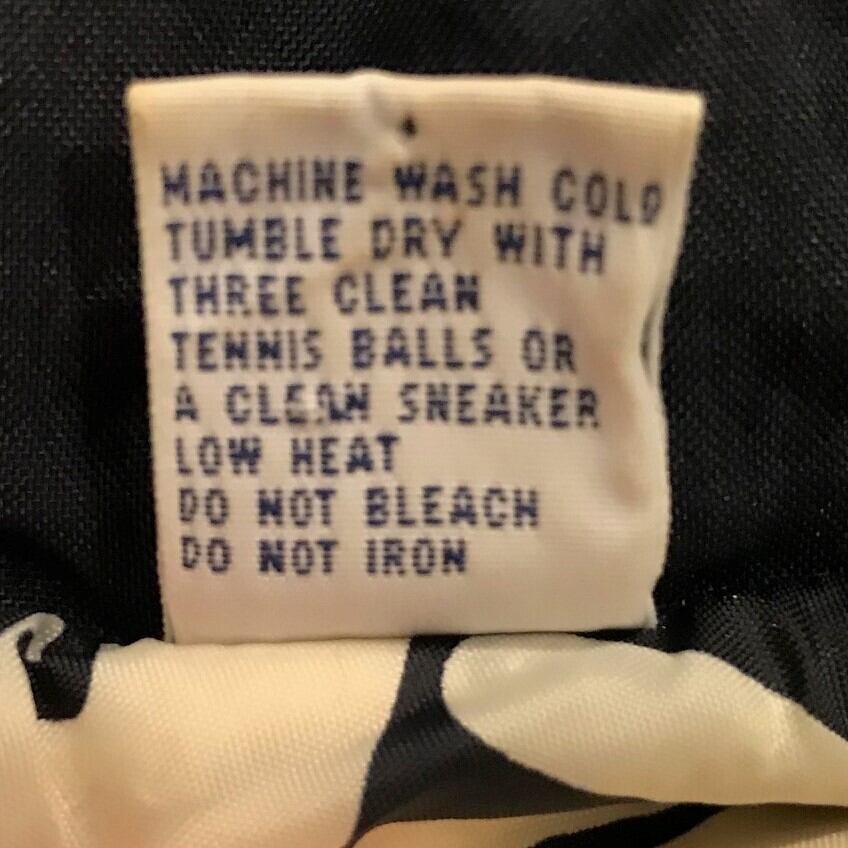 MACHINE WASH COLD
TUMBLE DRY WITH
THREE CLEAN
TENNIS BALLS OR
A CLEAN SNEAKER
LOW HEAT
DO NOT BLEACH
DO NOT IRON